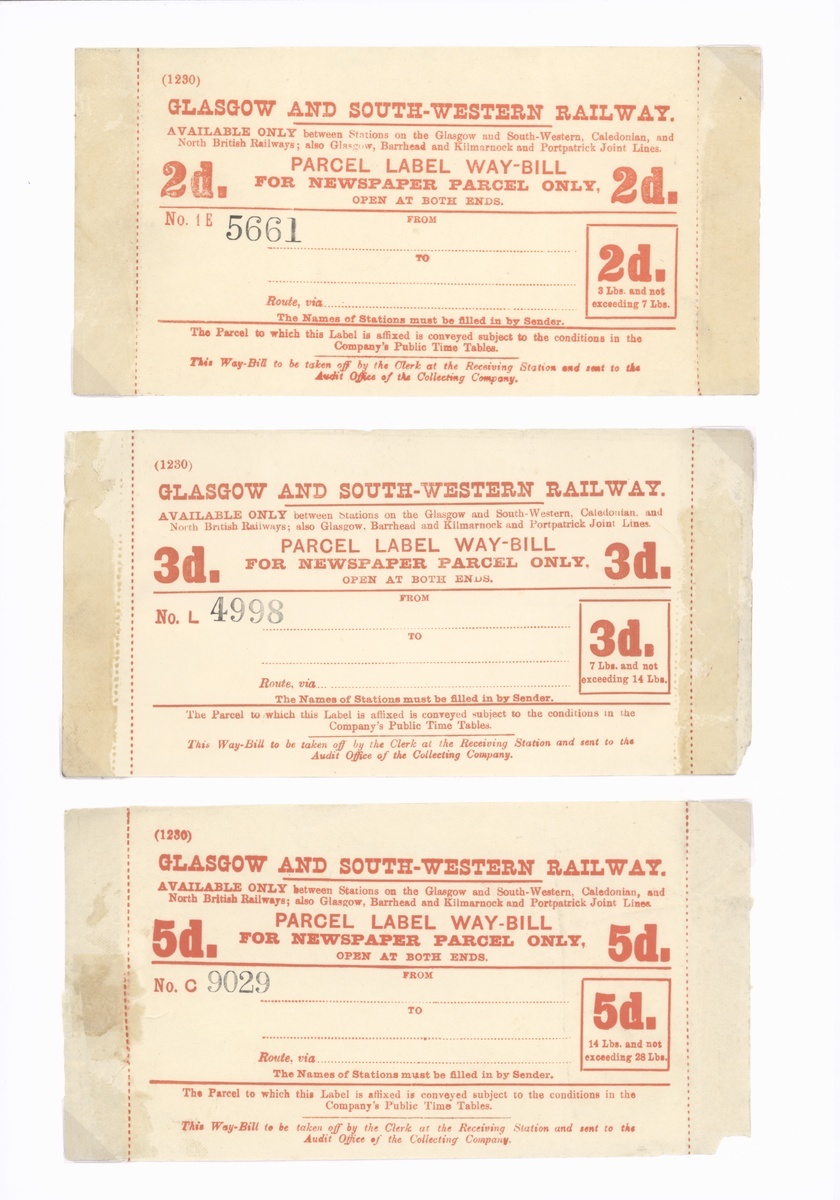 (1230)
GLASGOW AND SOUTH-WESTERN RAILWAY.
AVAILABLE ONLY between Stations on the Glasgow and South-Western, Caledonian, and
North British Railways; also Glasgow, Barrhead and Kilmarnock and Portpatrick Joint Lines.
PARCEL LABEL WAY-BILL
2d. FOR NEWSPAPER PARCEL ONLY, 2d.
OPEN AT BOTH ENDS.
No. 1E 5661
FROM
TO
2d.
3 Lbs. and not
exceeding 7 Lbs.
Route, via
The Names of Stations must be filled in by Sender.
The Parcel to which this Label is affixed is conveyed subject to the conditions in the
Company's Public Time Tables.
This Way-Bill to be taken off by the Clerk at the Receiving Station and sent to the
Audit Office of the Collecting Company.
(1230)
GLASGOW AND SOUTH-WESTERN RAILWAY.
AVAILABLE ONLY between Stations on the Glasgow and South-Western, Caledonian, and
North British Railways; also Glasgow, Barrhead and Kilmarnock and Portpatrick Joint Lines.
PARCEL LABEL WAY-BILL
3d. FOR NEWSPAPER PARCEL ONLY, 3d.
OPEN AT BOTH ENDS.
No. L 4998
FROM
TO
3d.
7 Lbs. and not
exceeding 14 Lbs.
Route, via
The Names of Stations must be filled in by Sender.
The Parcel to which this Label is affixed is conveyed subject to the conditions in the
Company's Public Time Tables.
This Way-Bill to be taken off by the Clerk at the Receiving Station and sent to the
Audit Office of the Collecting Company.
(1230)
GLASGOW AND SOUTH-WESTERN RAILWAY.
AVAILABLE ONLY between Stations on the Glasgow and South-Western, Caledonian, and
North British Railways; also Glasgow, Barrhead and Kilmarnock and Portpatrick Joint Lines.
PARCEL LABEL WAY-BILL
5d. FOR NEWSPAPER PARCEL ONLY, 5d.
OPEN AT BOTH ENDS.
No. C 9029
FROM
TO
5d.
14 Lbs. and not
exceeding 28 Lbs.
Route, via
The Names of Stations must be filled in by Sender.
The Parcel to which this Label is affixed is conveyed subject to the conditions in the
Company's Public Time Tables.
This Way-Bill to be taken off by the Clerk at the Receiving Station and sent to the
Audit Office of the Collecting Company.